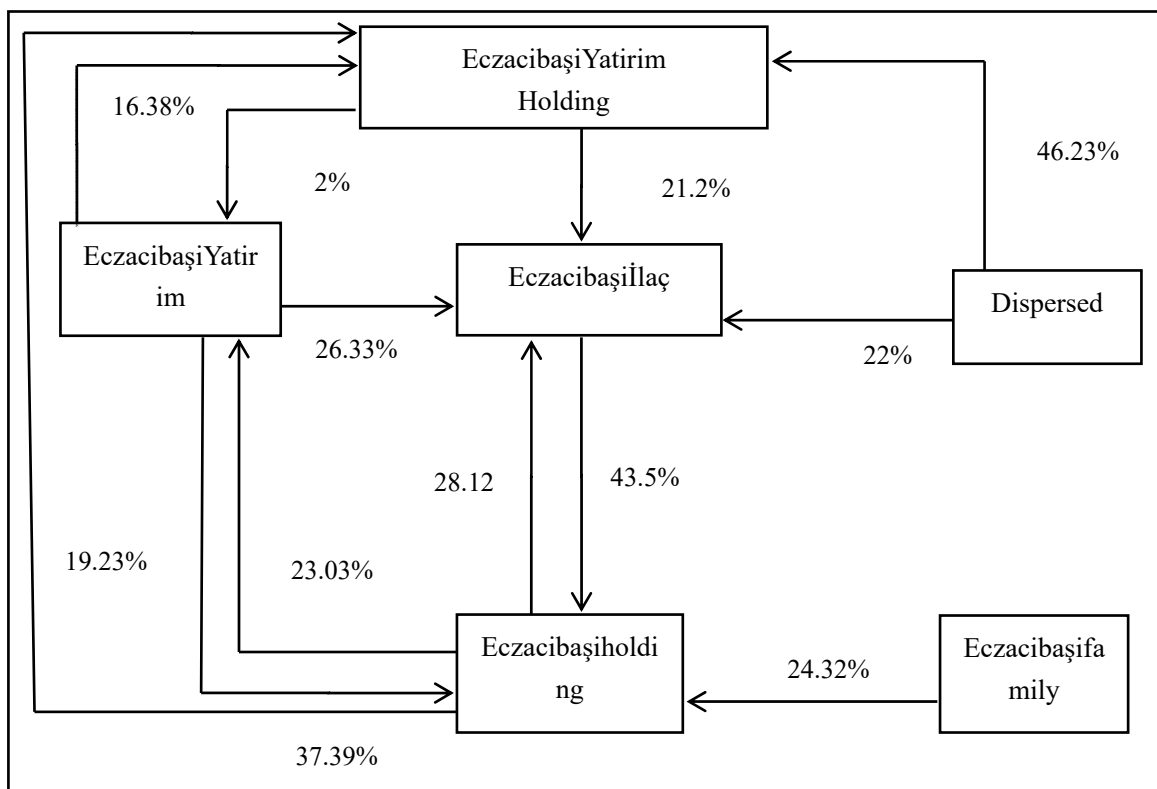 EczacibaşiYatirim
Holding
16.38%
46.23%
2%
21.2%
EczacibaşiYatir
im
Eczacibaşiİlaç
Dispersed
26.33%
22%
28.12
43.5%
19.23%
23.03%
Eczacibaşiholdi
ng
24.32%
Eczacibaşifa
mily
37.39%